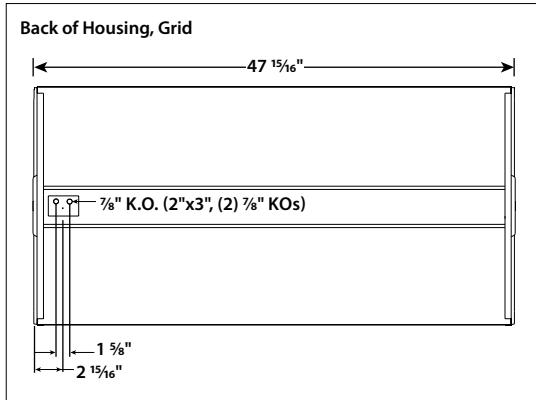 Back of Housing, Grid
47 ¹⁵⁄₁₆"
⅞" K.O. (2"x3", (2) ⅞" KOs)
1 ⅝"
2 ¹⁵⁄₁₆"